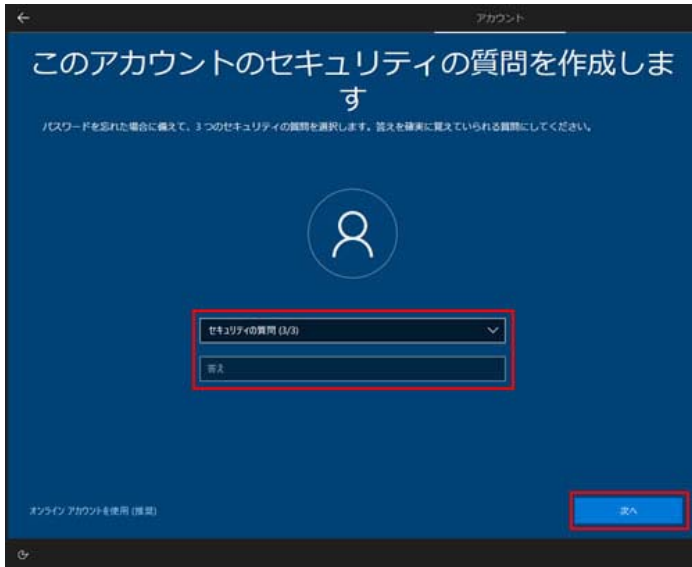 アカウント
このアカウントのセキュリティの質問を作成しま
す
パスワードを忘れた場合に備えて、3 つのセキュリティの質問を選択します。答えを確実に覚えていられる質問にしてください。
セキュリティの質問 (3/3)
答え
オンライン アカウントを使用 (推奨)
次へ